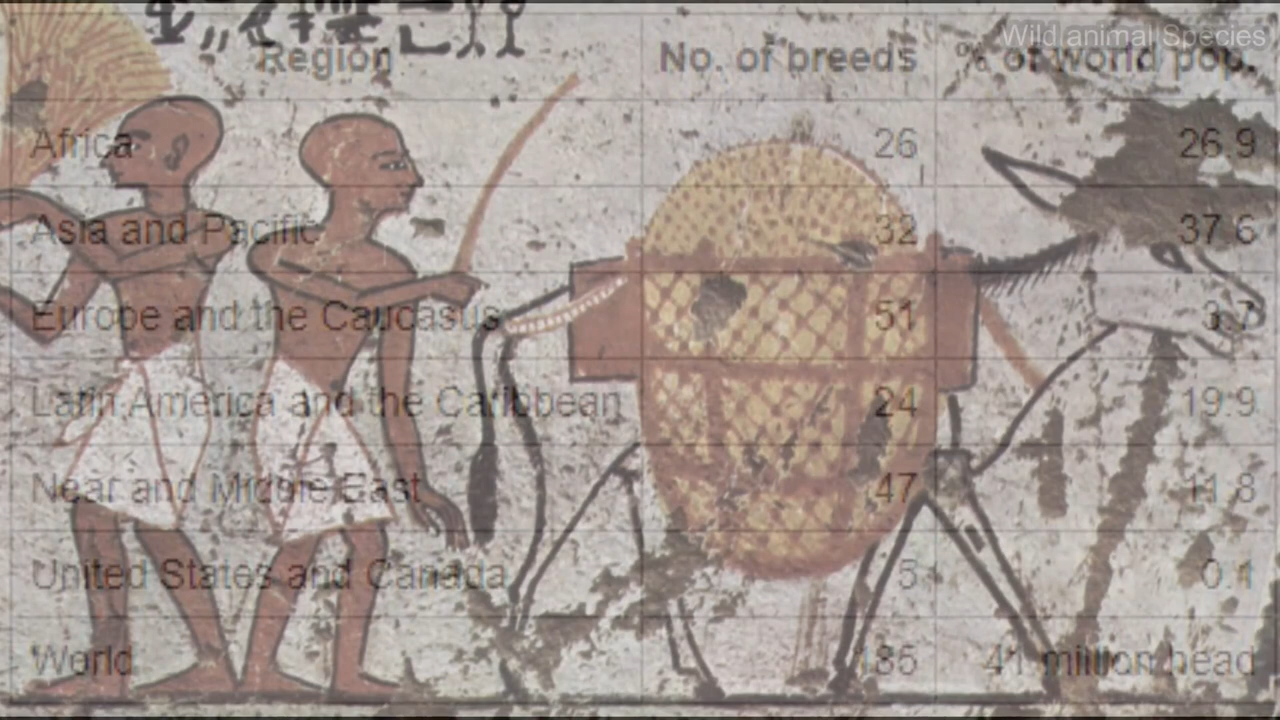 Wild animal Species
Region No. of breeds % of world pop.
Africa 26 26.9
Asia and Pacific 32 37.6
Europe and the Caucasus 51 3.7
Latin America and the Caribbean 24 19.9
Near and Middle East 47 11.8
United States and Canada 5 0.1
World 185 41 million head